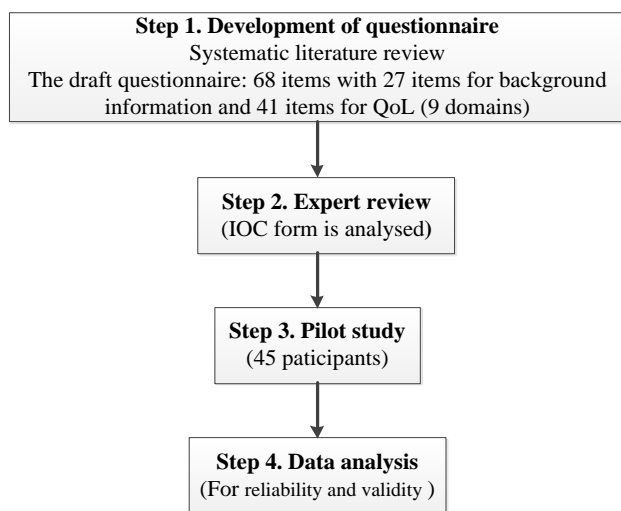 Step 1. Development of questionnaire
Systematic literature review
The draft questionnaire: 68 items with 27 items for background
information and 41 items for QoL (9 domains)
Step 2. Expert review
(IOC form is analysed)
Step 3. Pilot study
(45 paticipants)
Step 4. Data analysis
(For reliability and validity )